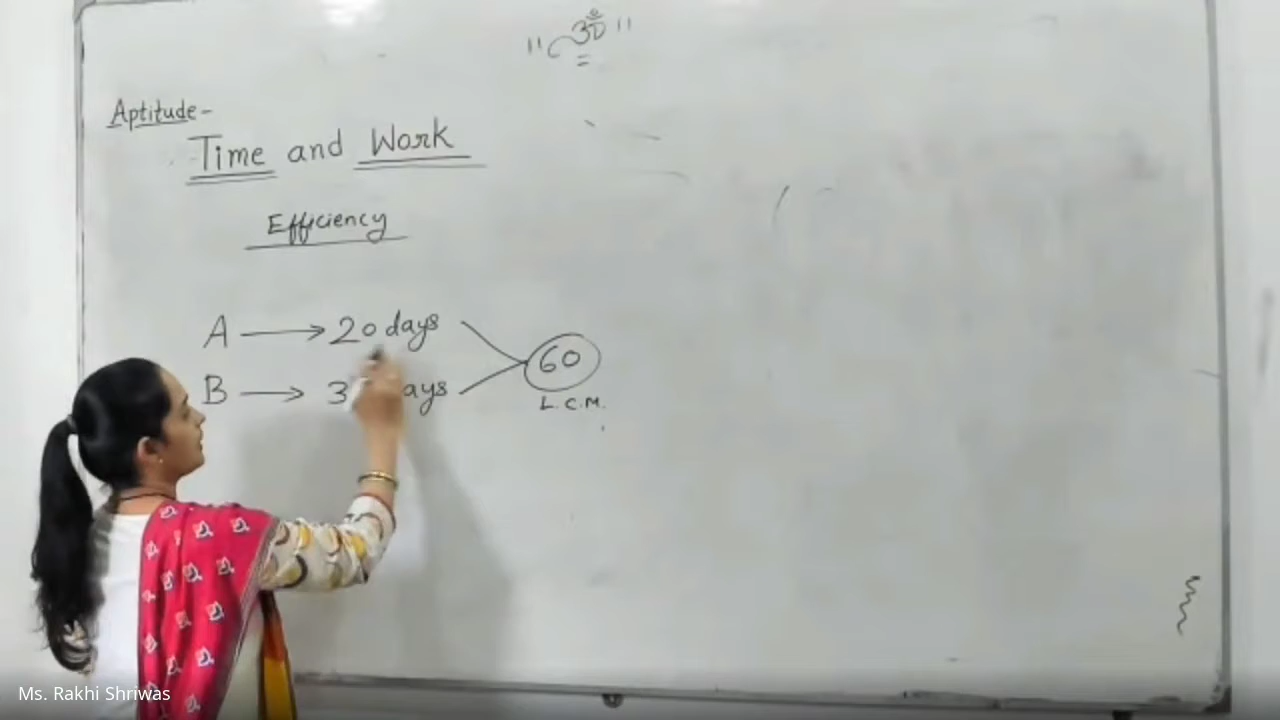 " ॐ "
Aptitude-
Time and Work
Efficiency
A → 20 days
60
B → 3 ays
L.C.M.
Ms. Rakhi Shriwas